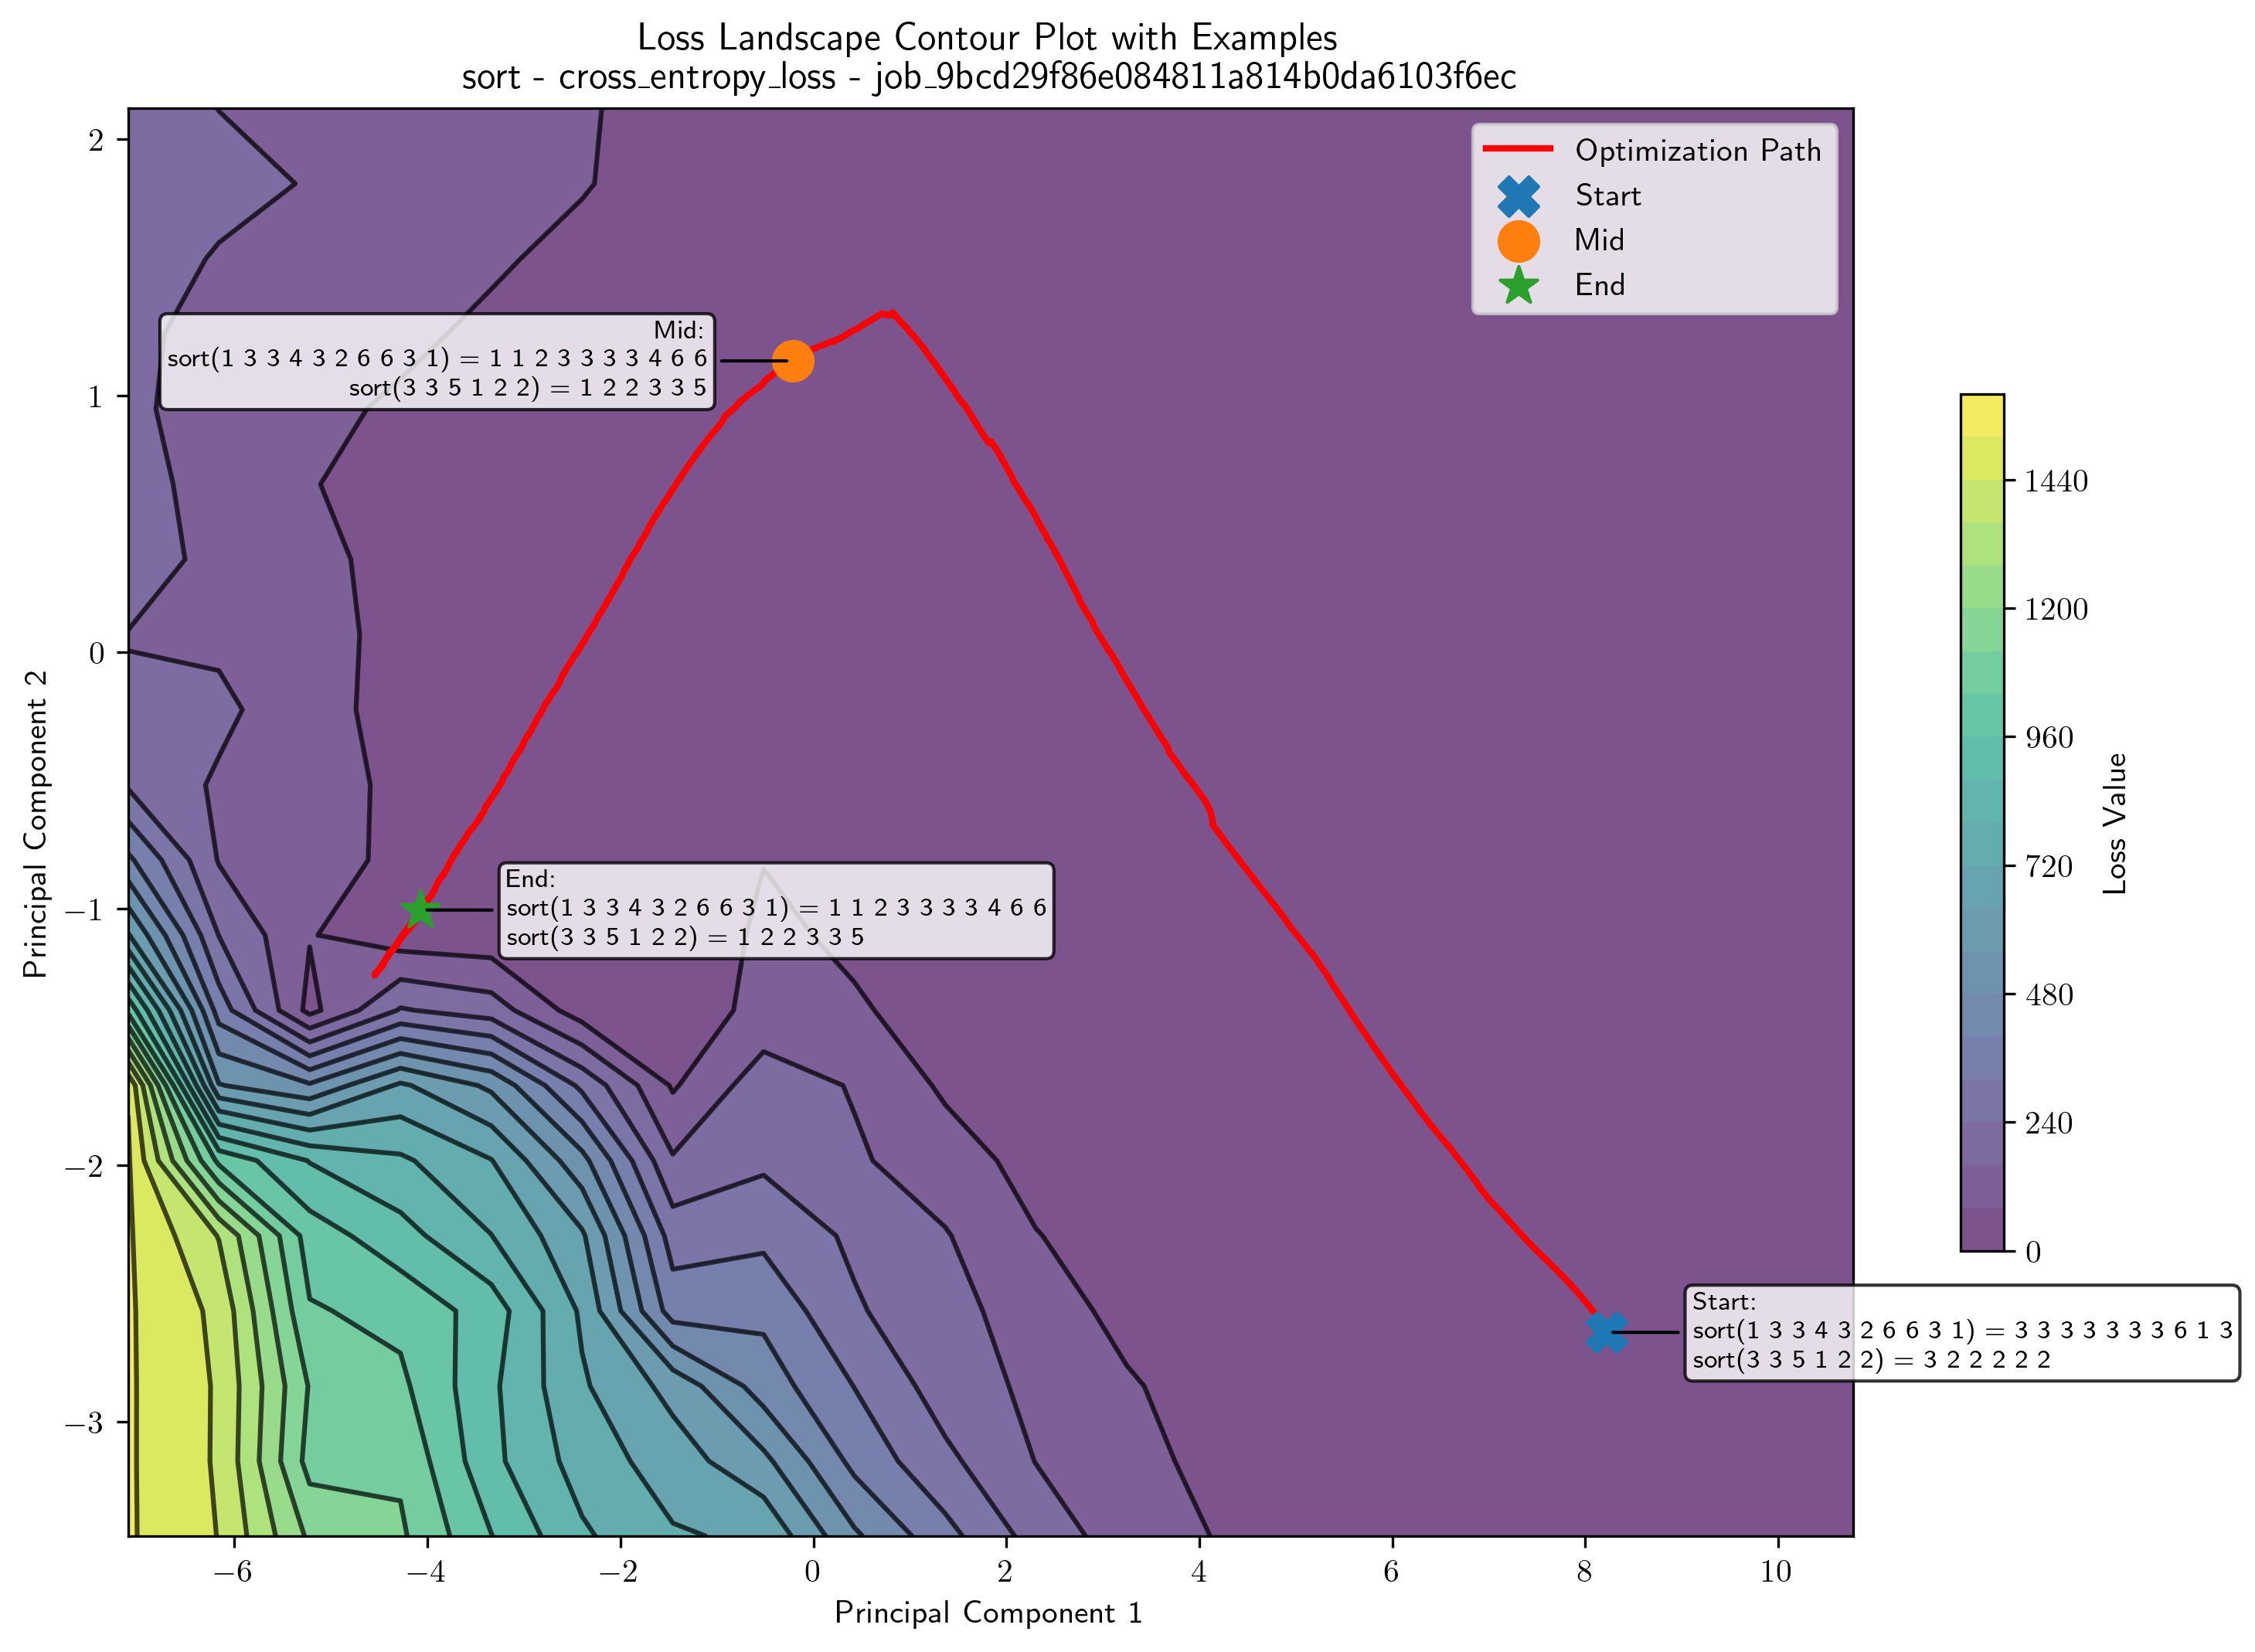 Loss Landscape Contour Plot with Examples
sort - cross_entropy_loss - job_9bcd29f86e084811a814b0da6103f6ec
Optimization Path
Start
Mid
End
Mid:
sort(1 3 3 4 3 2 6 6 3 1) = 1 1 2 3 3 3 3 4 6 6
sort(3 3 5 1 2 2) = 1 2 2 3 3 5
End:
sort(1 3 3 4 3 2 6 6 3 1) = 1 1 2 3 3 3 3 4 6 6
sort(3 3 5 1 2 2) = 1 2 2 3 3 5
Start:
sort(1 3 3 4 3 2 6 6 3 1) = 3 3 3 3 3 3 3 6 1 3
sort(3 3 5 1 2 2) = 3 2 2 2 2 2
2
1
0
−1
−2
−3
Principal Component 2
−6
−4
−2
0
2
4
6
8
10
Principal Component 1
1440
1200
960
720
480
240
0
Loss Value